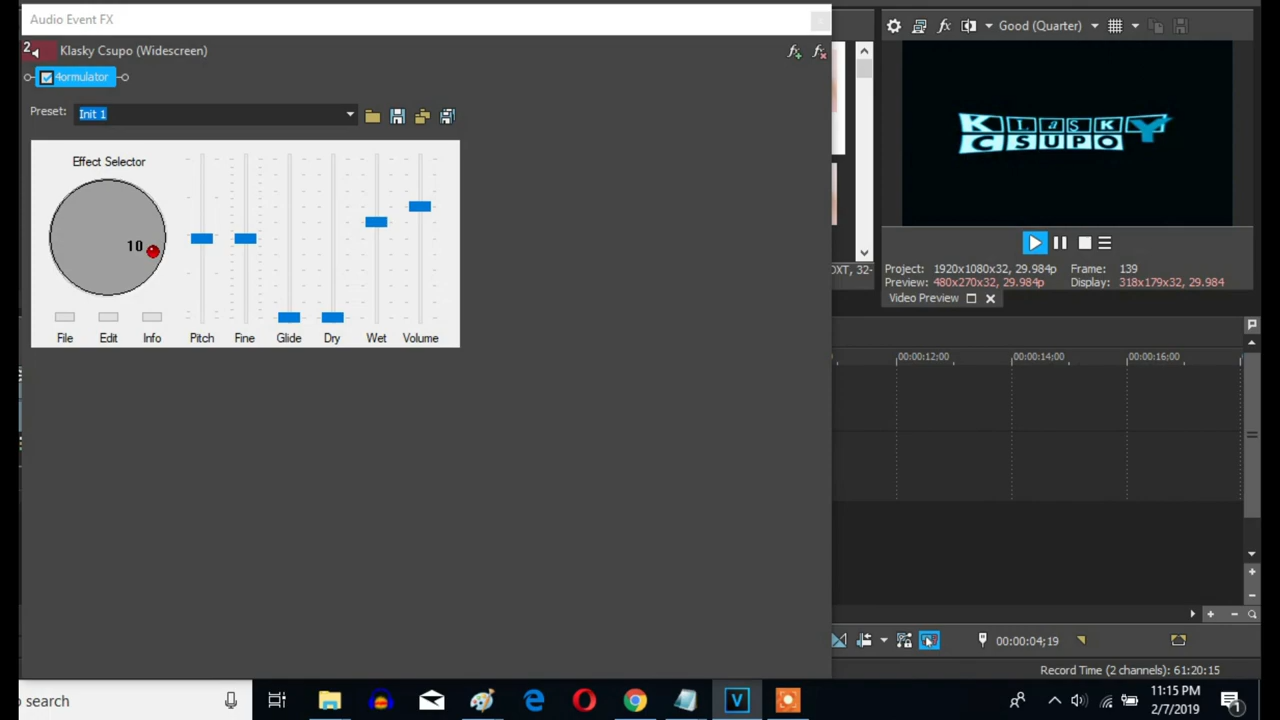 Audio Event FX
2
Klasky Csupo (Widescreen)
4ormulator
Preset:
Init 1
Effect Selector
10
File
Edit
Info
Pitch
Fine
Glide
Dry
Wet
Volume
Good (Quarter)
KLasKY
CSUPO
Project: 1920x1080x32, 29.984p
Frame: 139
Preview: 480x270x32, 29.984p
Display: 318x179x32, 29.984
Video Preview
00:00:12;00
00:00:14;00
00:00:16;00
00:00:04;19
Record Time (2 channels): 61:20:15
search
11:15 PM
2/7/2019
1